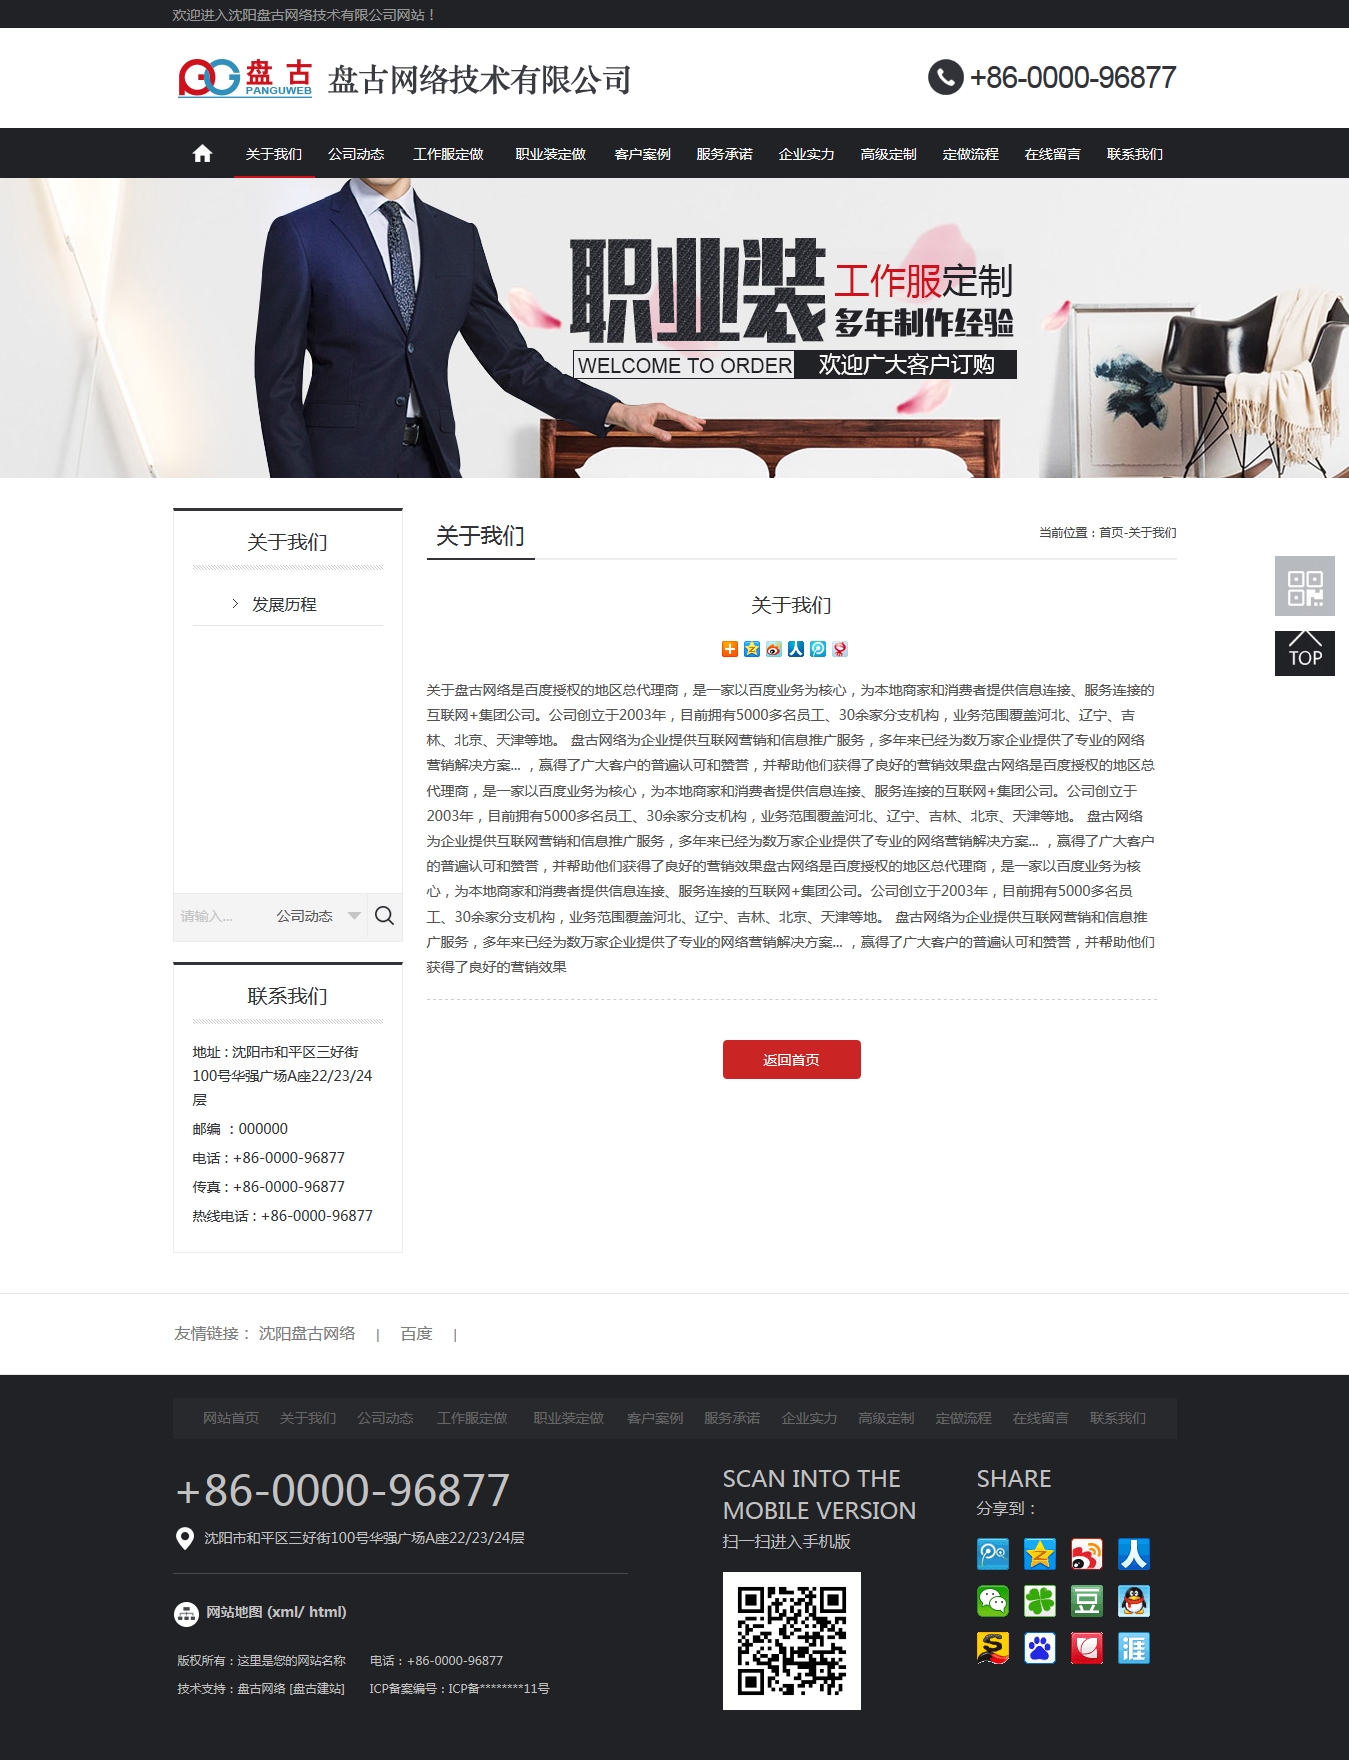 欢迎进入沈阳盘古网络技术有限公司网站！
盘古
PANGUWEB
盘古网络技术有限公司
+86-0000-96877
关于我们 公司动态 工作服定做 职业装定做 客户案例 服务承诺 企业实力 高级定制 定做流程 在线留言 联系我们
职业装
工作服定制
多年制作经验
WELCOME TO ORDER
欢迎广大客户订购
关于我们
发展历程
请输入... 公司动态
联系我们
地址：沈阳市和平区三好街
100号华强广场A座22/23/24
层
邮编 ：000000
电话：+86-0000-96877
传真：+86-0000-96877
热线电话：+86-0000-96877
关于我们
当前位置：首页-关于我们
关于我们
关于盘古网络是百度授权的地区总代理商，是一家以百度业务为核心，为本地商家和消费者提供信息连接、服务连接的
互联网+集团公司。公司创立于2003年，目前拥有5000多名员工、30余家分支机构，业务范围覆盖河北、辽宁、吉
林、北京、天津等地。 盘古网络为企业提供互联网营销和信息推广服务，多年来已经为数万家企业提供了专业的网络
营销解决方案... ，赢得了广大客户的普遍认可和赞誉，并帮助他们获得了良好的营销效果盘古网络是百度授权的地区总
代理商，是一家以百度业务为核心，为本地商家和消费者提供信息连接、服务连接的互联网+集团公司。公司创立于
2003年，目前拥有5000多名员工、30余家分支机构，业务范围覆盖河北、辽宁、吉林、北京、天津等地。 盘古网络
为企业提供互联网营销和信息推广服务，多年来已经为数万家企业提供了专业的网络营销解决方案... ，赢得了广大客户
的普遍认可和赞誉，并帮助他们获得了良好的营销效果盘古网络是百度授权的地区总代理商，是一家以百度业务为核
心，为本地商家和消费者提供信息连接、服务连接的互联网+集团公司。公司创立于2003年，目前拥有5000多名员
工、30余家分支机构，业务范围覆盖河北、辽宁、吉林、北京、天津等地。 盘古网络为企业提供互联网营销和信息推
广服务，多年来已经为数万家企业提供了专业的网络营销解决方案... ，赢得了广大客户的普遍认可和赞誉，并帮助他们
获得了良好的营销效果
返回首页
TOP
友情链接： 沈阳盘古网络 | 百度 |
网站首页 关于我们 公司动态 工作服定做 职业装定做 客户案例 服务承诺 企业实力 高级定制 定做流程 在线留言 联系我们
+86-0000-96877
沈阳市和平区三好街100号华强广场A座22/23/24层
网站地图 (xml/ html)
版权所有：这里是您的网站名称 电话：+86-0000-96877
技术支持：盘古网络 [盘古建站] ICP备案编号：ICP备********11号
SCAN INTO THE
MOBILE VERSION
扫一扫进入手机版
SHARE
分享到：
人
豆
涯